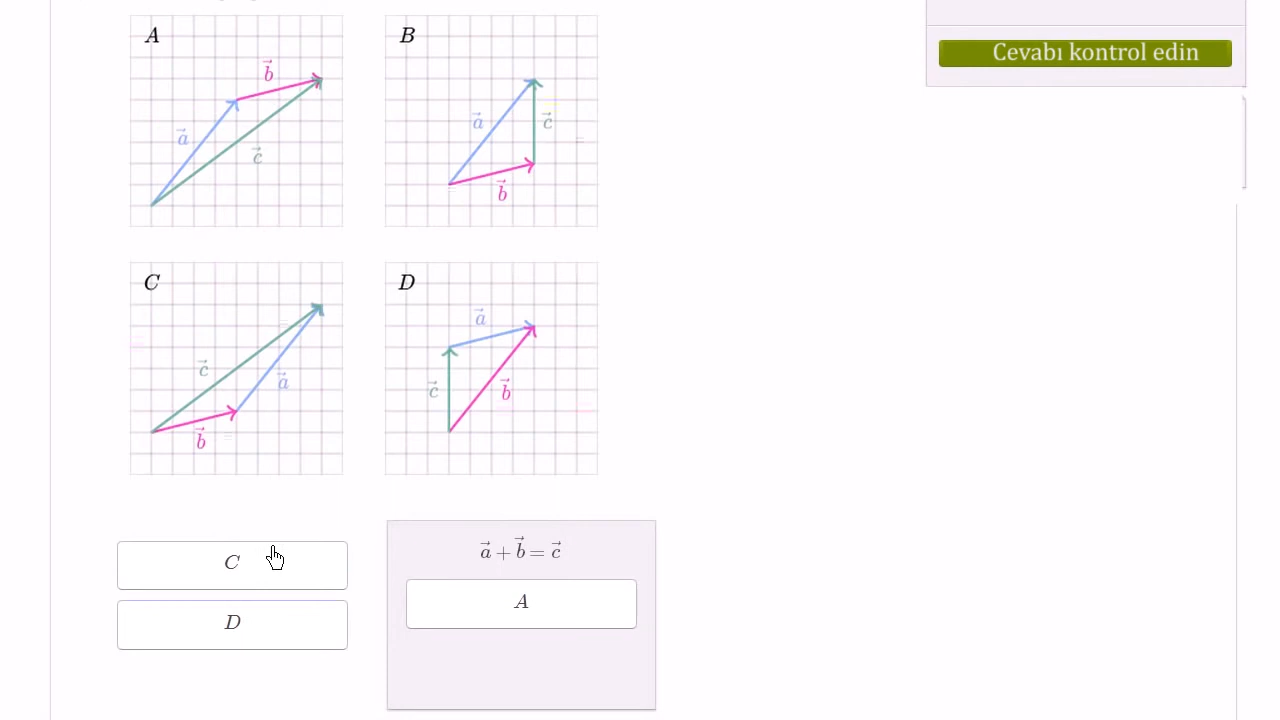 Cevabı kontrol edin
A
a⃗
b⃗
c⃗
B
a⃗
c⃗
b⃗
C
c⃗
a⃗
b⃗
D
a⃗
c⃗
b⃗
C
D
a⃗ + b⃗ = c⃗
A